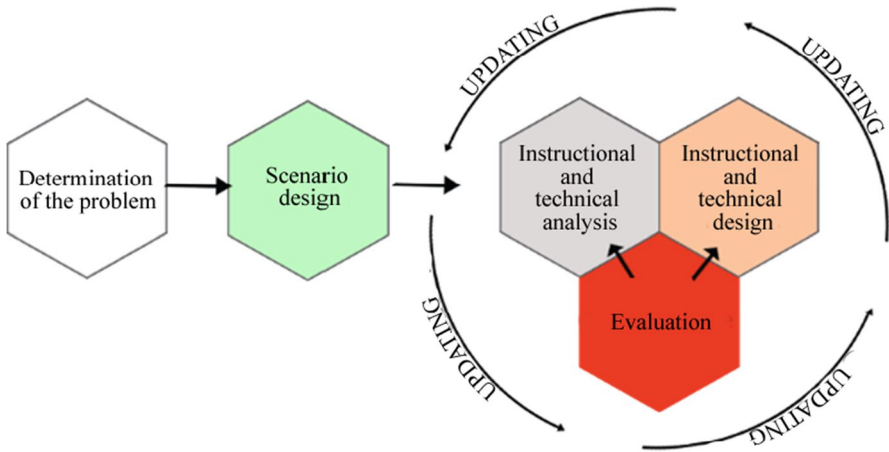 UPDATING
UPDATING
Determination
of the problem
Scenario
design
Instructional
and
technical
analysis
Instructional
and
technical
design
Evaluation
UPDATING
UPDATING